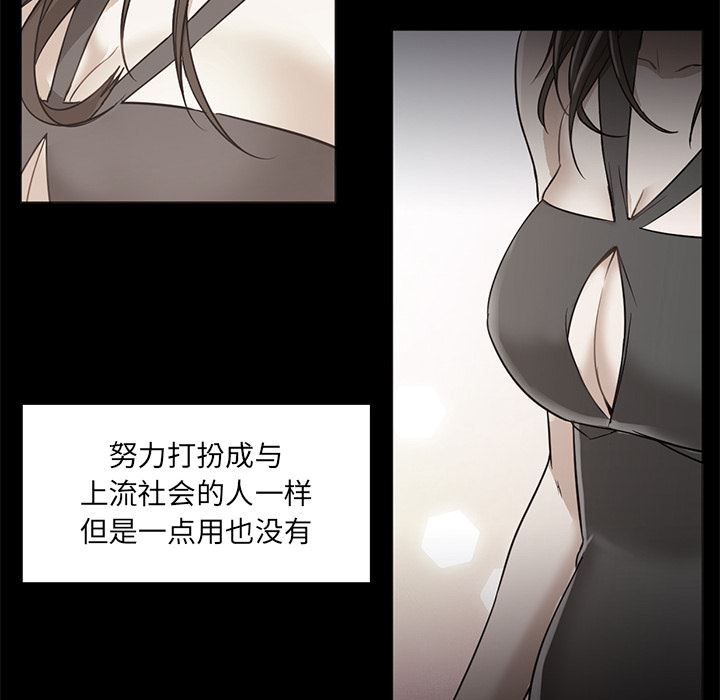 努力打扮成与
上流社会的人一样
但是一点用也没有